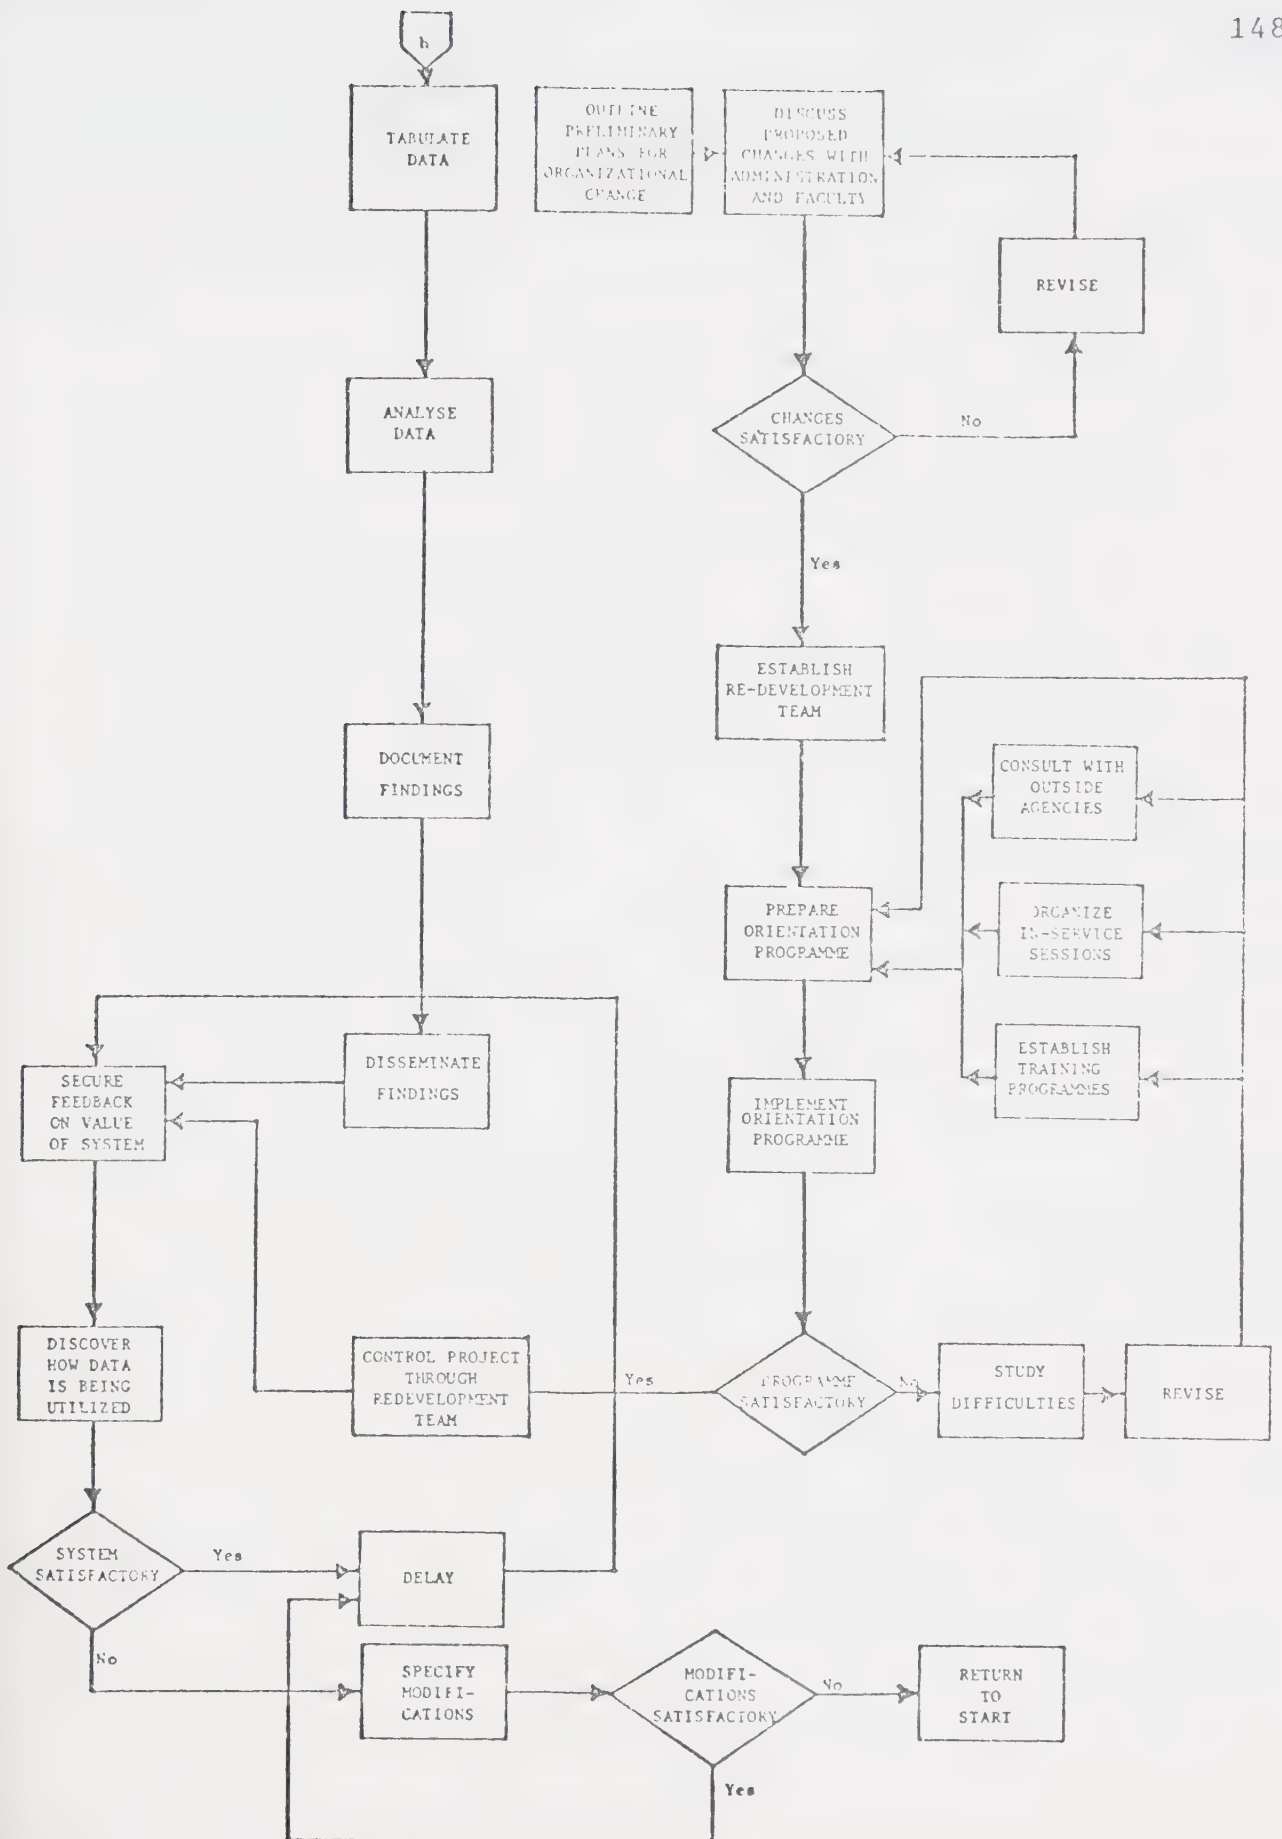 148
h
TABULATE
DATA
OUTLINE
PRELIMINARY
PLANS FOR
ORGANIZATIONAL
CHANGE
DISCUSS
PROPOSED
CHANGES WITH
ADMINISTRATION
AND FACULTY
REVISE
ANALYSE
DATA
CHANGES
SATISFACTORY
No
Yes
ESTABLISH
RE-DEVELOPMENT
TEAM
DOCUMENT
FINDINGS
CONSULT WITH
OUTSIDE
AGENCIES
PREPARE
ORIENTATION
PROGRAMME
ORGANIZE
IN-SERVICE
SESSIONS
DISSEMINATE
FINDINGS
ESTABLISH
TRAINING
PROGRAMMES
SECURE
FEEDBACK
ON VALUE
OF SYSTEM
IMPLEMENT
ORIENTATION
PROGRAMME
DISCOVER
HOW DATA
IS BEING
UTILIZED
CONTROL PROJECT
THROUGH
REDEVELOPMENT
TEAM
Yes
PROGRAMME
SATISFACTORY
No
STUDY
DIFFICULTIES
REVISE
SYSTEM
SATISFACTORY
Yes
DELAY
No
SPECIFY
MODIFI-
CATIONS
MODIFI-
CATIONS
SATISFACTORY
No
RETURN
TO
START
Yes